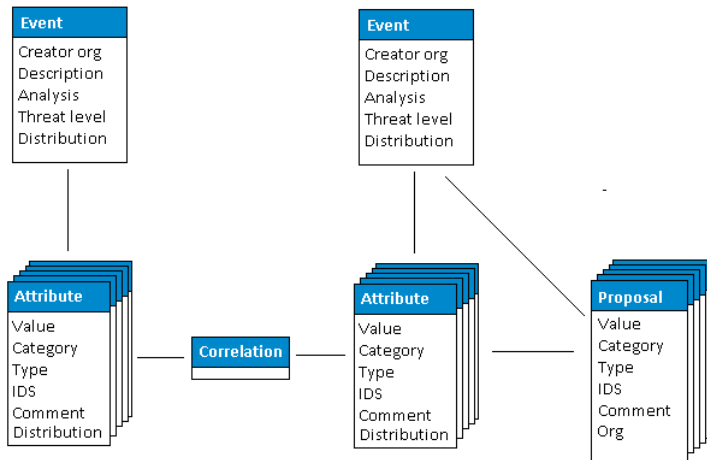 Event
Creator org
Description
Analysis
Threat level
Distribution
Event
Creator org
Description
Analysis
Threat level
Distribution
Attribute
Value
Category
Type
IDS
Comment
Distribution
Correlation
Attribute
Value
Category
Type
IDS
Comment
Distribution
Proposal
Value
Category
Type
IDS
Comment
Org